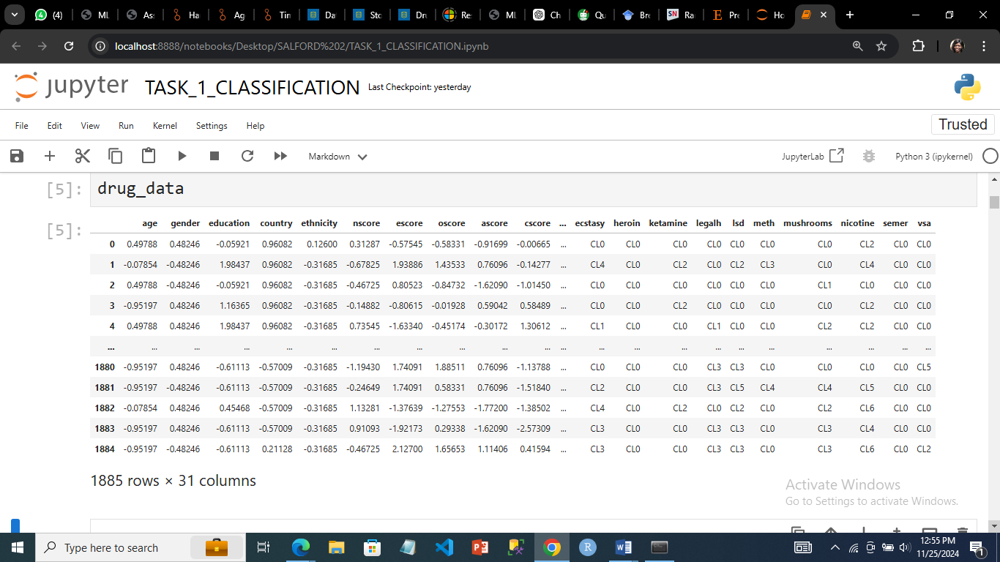 (4) ML Ass Ha Ag Tim Da Sto Dru Re ML Ch Qu Bre Ra Pre Ho
localhost:8888/notebooks/Desktop/SALFORD%202/TASK_1_CLASSIFICATION.ipynb
jupyter TASK_1_CLASSIFICATION Last Checkpoint: yesterday
File Edit View Run Kernel Settings Help Trusted
Markdown JupyterLab Python 3 (ipykernel)
[5]: drug_data
[5]: age gender education country ethnicity nscore escore oscore ascore cscore ... ecstasy heroin ketamine legalh lsd meth mushrooms nicotine semer vsa
0 0.49788 0.48246 -0.05921 0.96082 0.12600 0.31287 -0.57545 -0.58331 -0.91699 -0.00665 ... CL0 CL0 CL0 CL0 CL0 CL0 CL0 CL2 CL0 CL0
1 -0.07854 -0.48246 1.98437 0.96082 -0.31685 -0.67825 1.93886 1.43533 0.76096 -0.14277 ... CL4 CL0 CL2 CL0 CL2 CL3 CL0 CL4 CL0 CL0
2 0.49788 -0.48246 -0.05921 0.96082 -0.31685 -0.46725 0.80523 -0.84732 -1.62090 -1.01450 ... CL0 CL0 CL0 CL0 CL0 CL0 CL1 CL0 CL0 CL0
3 -0.95197 0.48246 1.16365 0.96082 -0.31685 -0.14882 -0.80615 -0.01928 0.59042 0.58489 ... CL0 CL0 CL2 CL0 CL0 CL0 CL0 CL2 CL0 CL0
4 0.49788 0.48246 1.98437 0.96082 -0.31685 0.73545 -1.63340 -0.45174 -0.30172 1.30612 ... CL1 CL0 CL0 CL1 CL0 CL0 CL2 CL2 CL0 CL0
... ... ... ... ... ... ... ... ... ... ... ... ... ... ... ... ... ... ... ... ... ...
1880 -0.95197 0.48246 -0.61113 -0.57009 -0.31685 -1.19430 1.74091 1.88511 0.76096 -1.13788 ... CL0 CL0 CL0 CL3 CL3 CL0 CL0 CL0 CL0 CL5
1881 -0.95197 0.48246 -0.61113 -0.57009 -0.31685 -0.24649 1.74091 0.58331 0.76096 -1.51840 ... CL2 CL0 CL0 CL3 CL5 CL4 CL4 CL5 CL0 CL0
1882 -0.07854 0.48246 0.45468 -0.57009 -0.31685 1.13281 -1.37639 -1.27553 -1.77200 -1.38502 ... CL4 CL0 CL2 CL0 CL2 CL0 CL2 CL6 CL0 CL0
1883 -0.95197 0.48246 -0.61113 -0.57009 -0.31685 0.91093 -1.92173 0.29338 -1.62090 -2.57309 ... CL3 CL0 CL0 CL3 CL3 CL0 CL3 CL4 CL0 CL0
1884 -0.95197 -0.48246 -0.61113 0.21128 -0.31685 -0.46725 2.12700 1.65653 1.11406 0.41594 ... CL3 CL0 CL0 CL3 CL3 CL0 CL3 CL6 CL0 CL2
1885 rows × 31 columns
Activate Windows
Go to Settings to activate Windows.
Type here to search
12:55 PM
11/25/2024
1